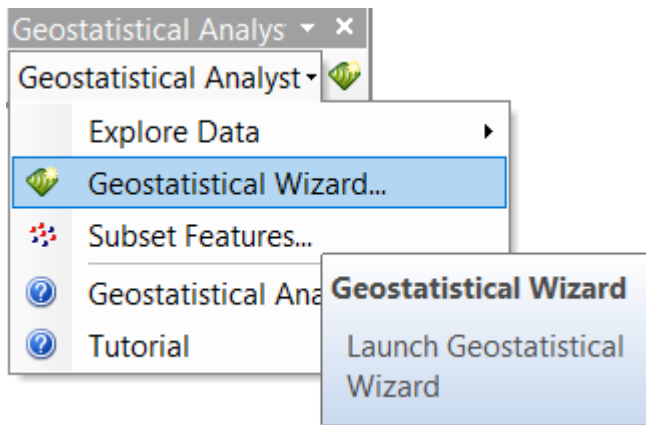 Geostatistical Analys
Geostatistical Analyst
Explore Data
Geostatistical Wizard...
Subset Features...
Geostatistical Ana
Tutorial
Geostatistical Wizard
Launch Geostatistical
Wizard